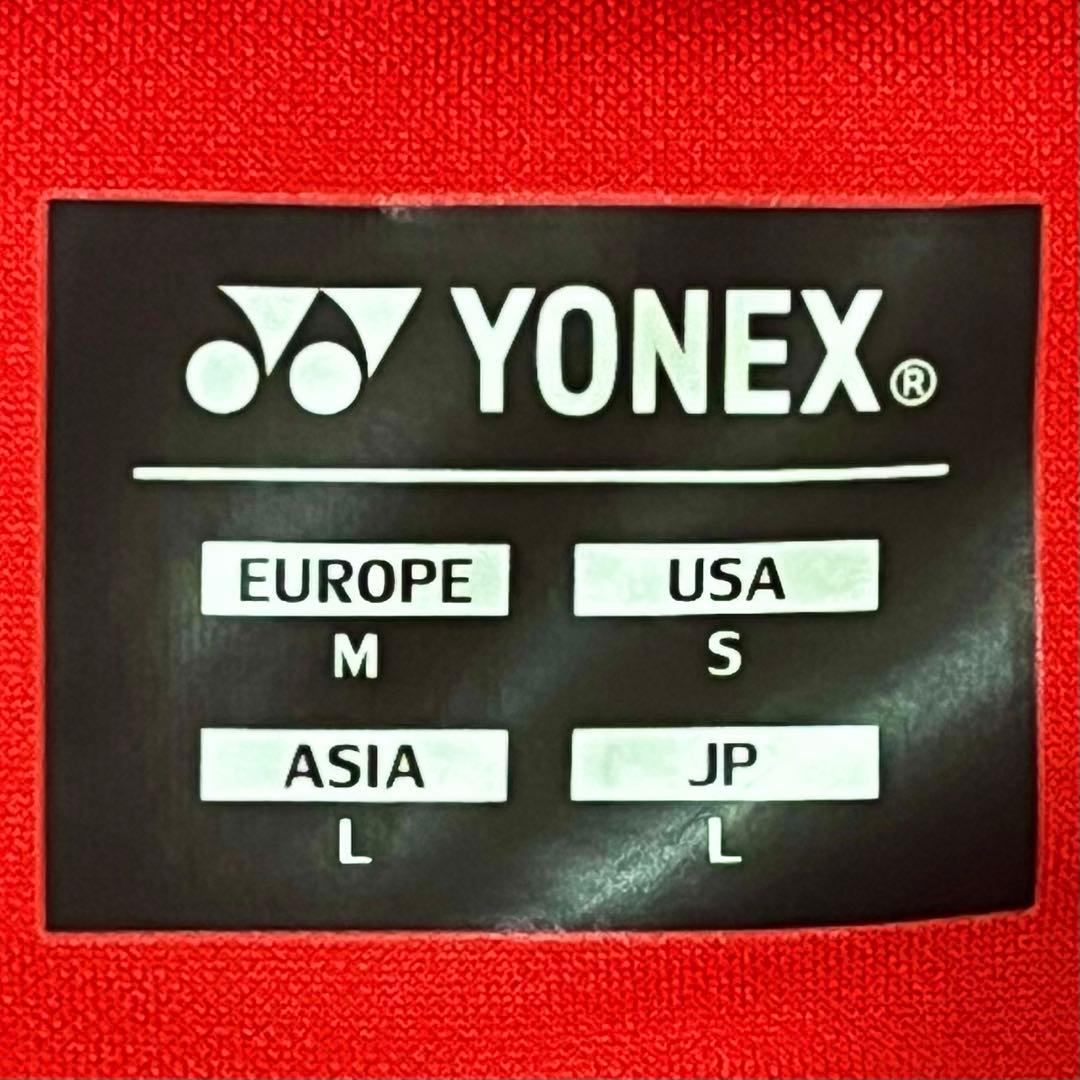 YONEX®
EUROPE USA
M S
ASIA JP
L L